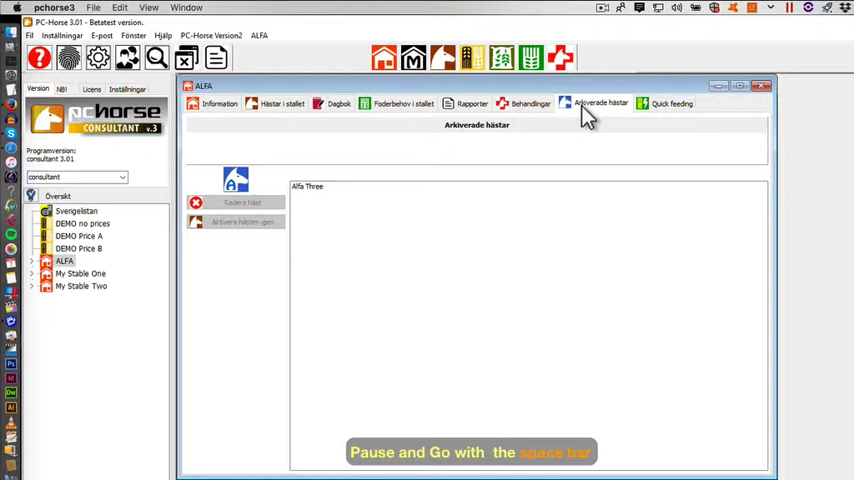 pchorse3 File Edit View Window
PC-Horse 3.01 - Betatest version.
Fil Inställningar E-post Fönster Hjälp PC-Horse Version2 ALFA
Version NB! Licens Inställningar
pchorse
CONSULTANT v.3
Programversion:
consultant 3.01
consultant
Översikt
Sverigelistan
DEMO no prices
DEMO Price A
DEMO Price B
ALFA
My Stable One
My Stable Two
ALFA
Information Hästar i stallet Dagbok Foderbehov i stallet Rapporter Behandlingar Arkiverade hästar Quick feeding
Arkiverade hästar
Radera häst
Aktivera hästen igen
Alfa Three
Pause and Go with the space bar